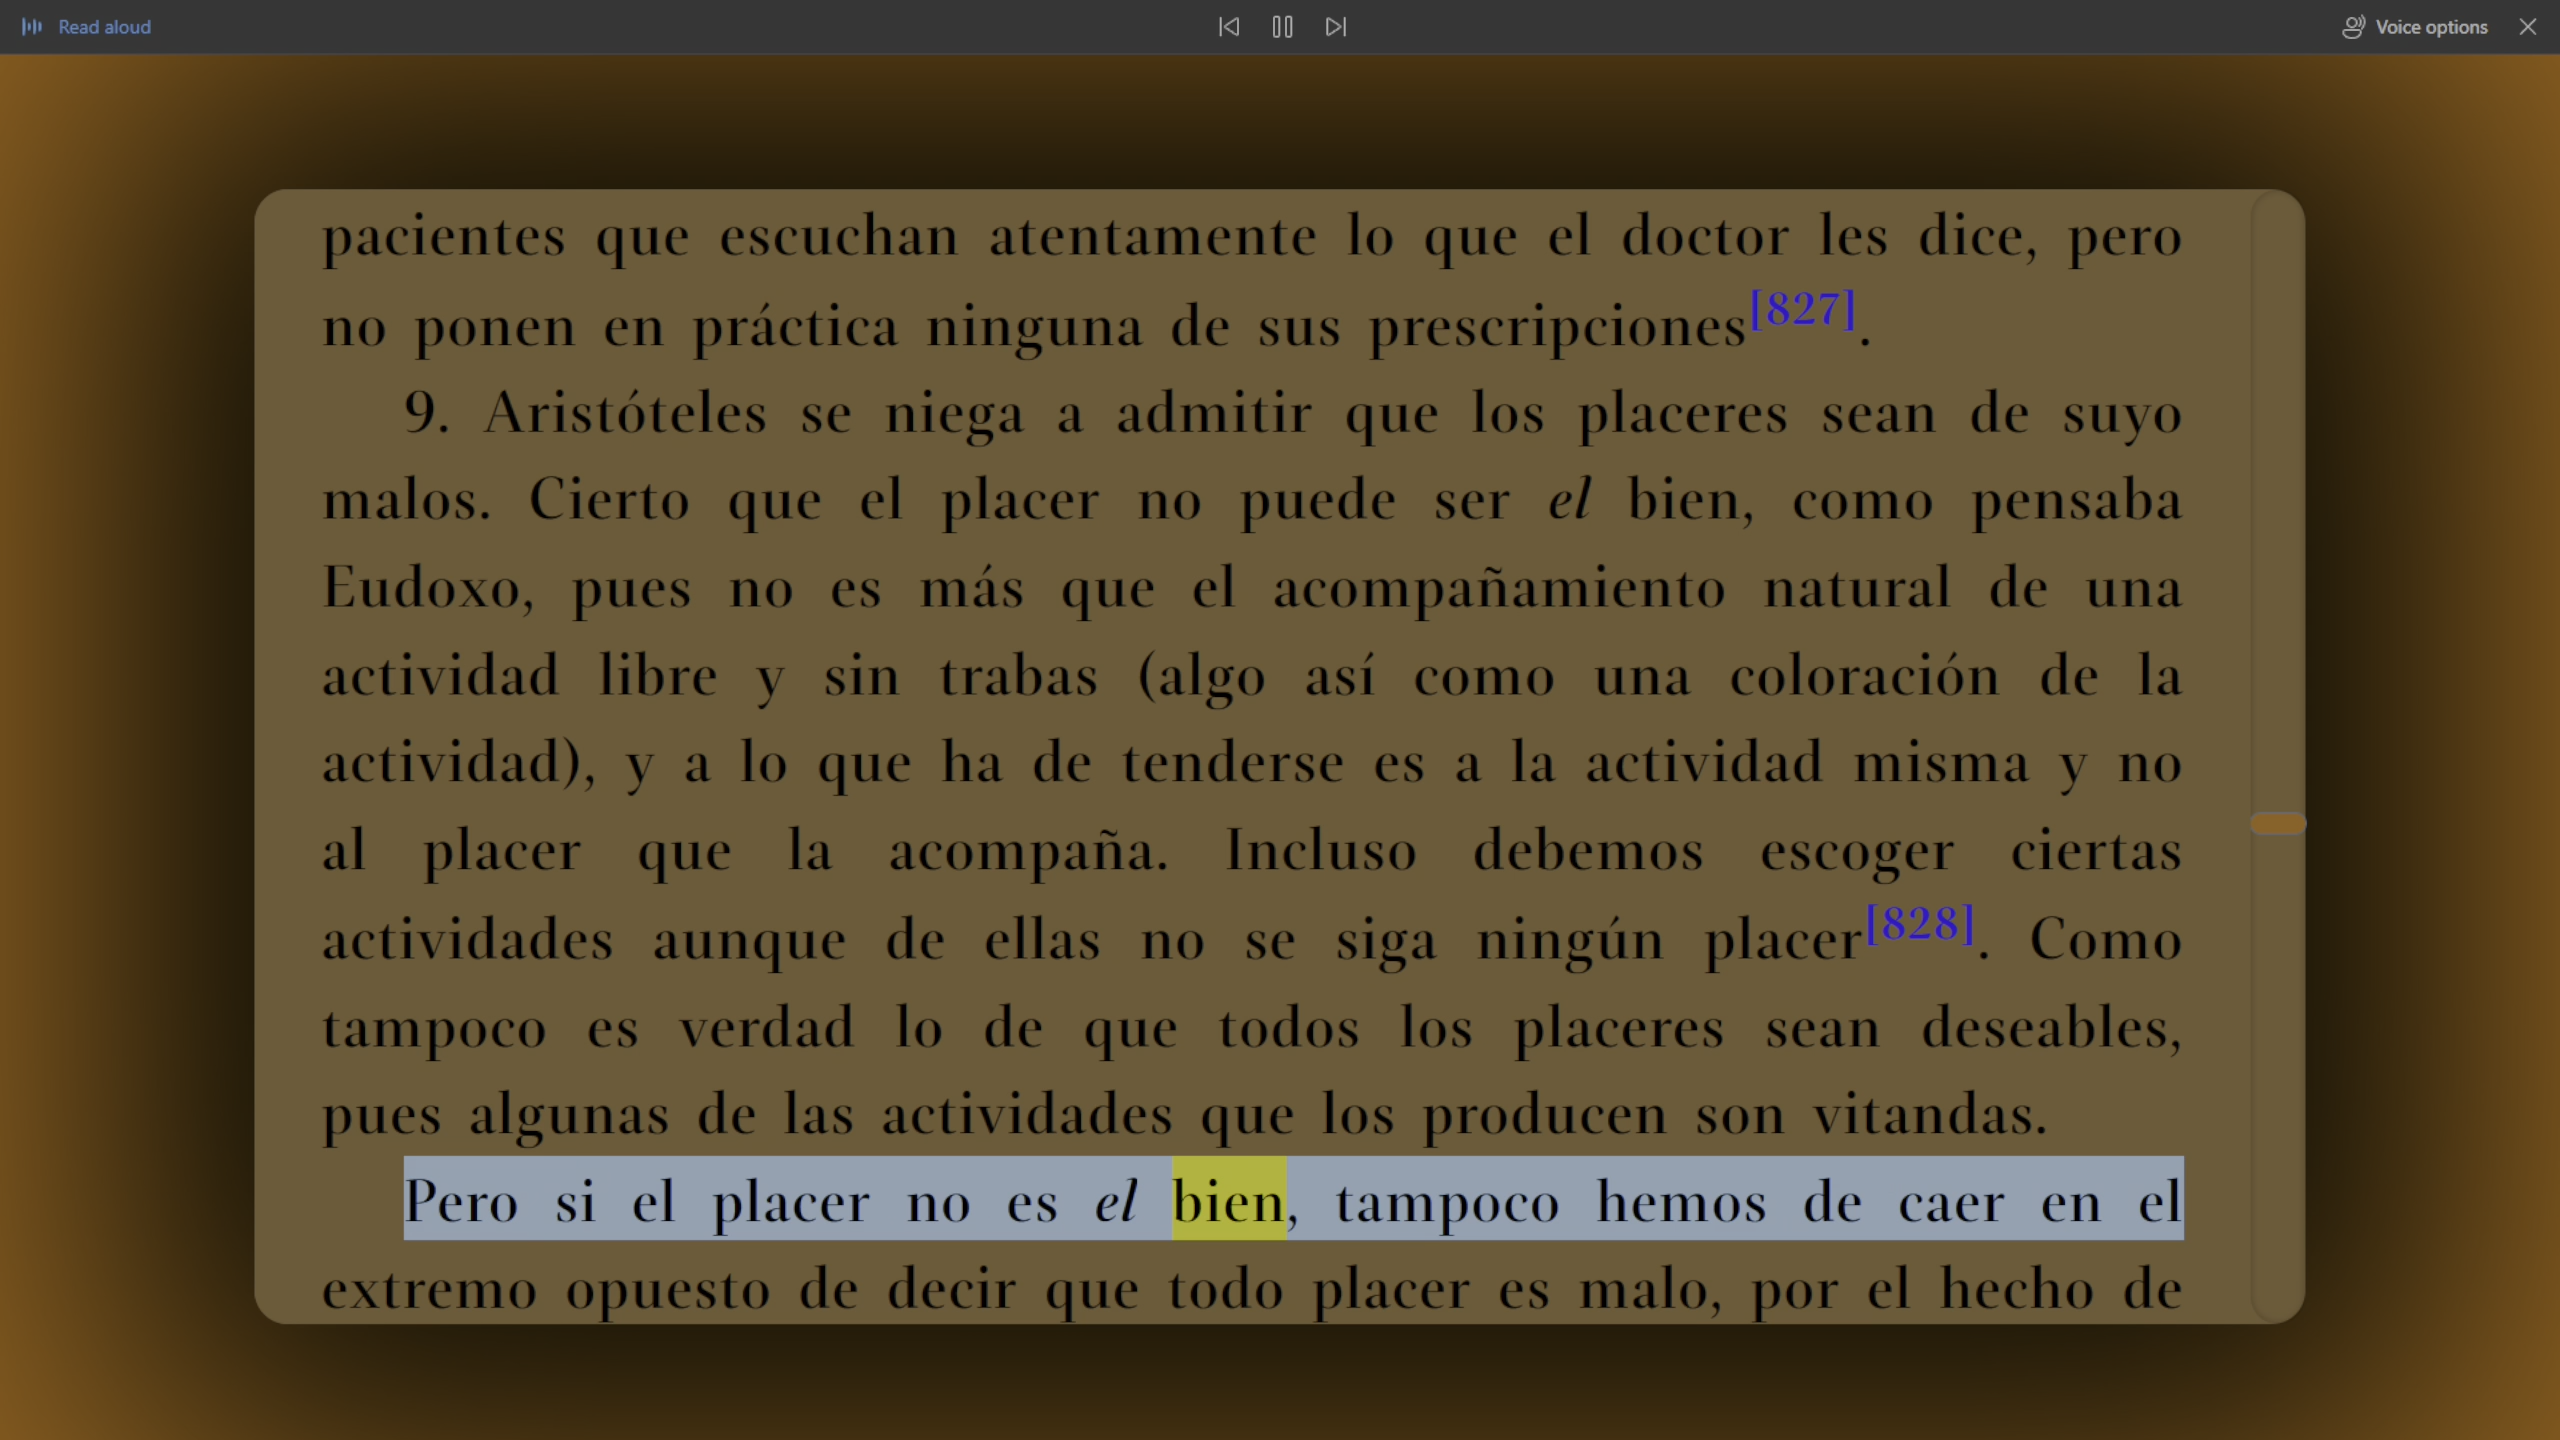 Read aloud
Voice options
pacientes que escuchan atentamente lo que el doctor les dice, pero
no ponen en práctica ninguna de sus prescripciones[827].
9. Aristóteles se niega a admitir que los placeres sean de suyo
malos. Cierto que el placer no puede ser el bien, como pensaba
Eudoxo, pues no es más que el acompañamiento natural de una
actividad libre y sin trabas (algo así como una coloración de la
actividad), y a lo que ha de tenderse es a la actividad misma y no
al placer que la acompaña. Incluso debemos escoger ciertas
actividades aunque de ellas no se siga ningún placer[828]. Como
tampoco es verdad lo de que todos los placeres sean deseables,
pues algunas de las actividades que los producen son vitandas.
Pero si el placer no es el bien, tampoco hemos de caer en el
extremo opuesto de decir que todo placer es malo, por el hecho de